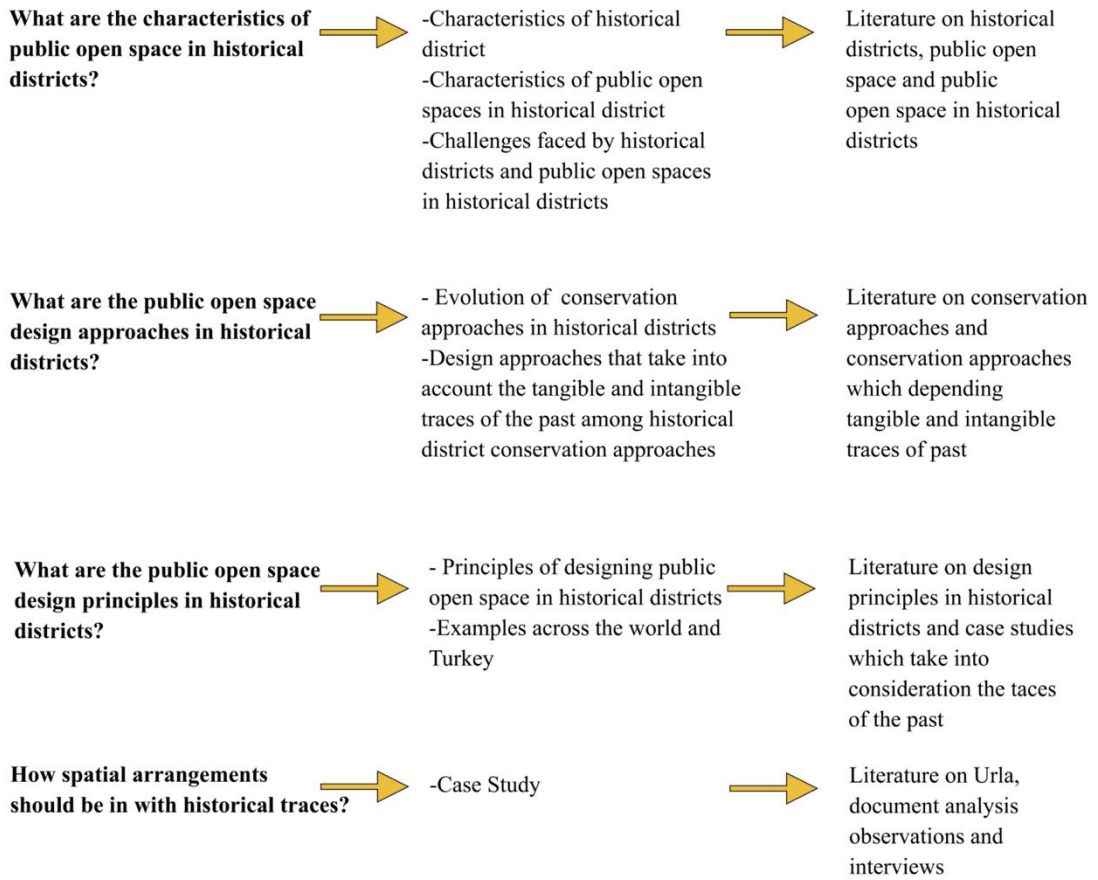 What are the characteristics of
public open space in historical
districts?
-Characteristics of historical
district
-Characteristics of public open
spaces in historical district
-Challenges faced by historical
districts and public open spaces
in historical districts
Literature on historical
districts, public open
space and public
open space in historical
districts
What are the public open space
design approaches in historical
districts?
- Evolution of conservation
approaches in historical districts
-Design approaches that take into
account the tangible and intangible
traces of the past among historical
district conservation approaches
Literature on conservation
approaches and
conservation approaches
which depending
tangible and intangible
traces of past
What are the public open space
design principles in historical
districts?
- Principles of designing public
open space in historical districts
-Examples across the world and
Turkey
Literature on design
principles in historical
districts and case studies
which take into
consideration the taces
of the past
How spatial arrangements
should be in with historical traces?
-Case Study
Literature on Urla,
document analysis
observations and
interviews